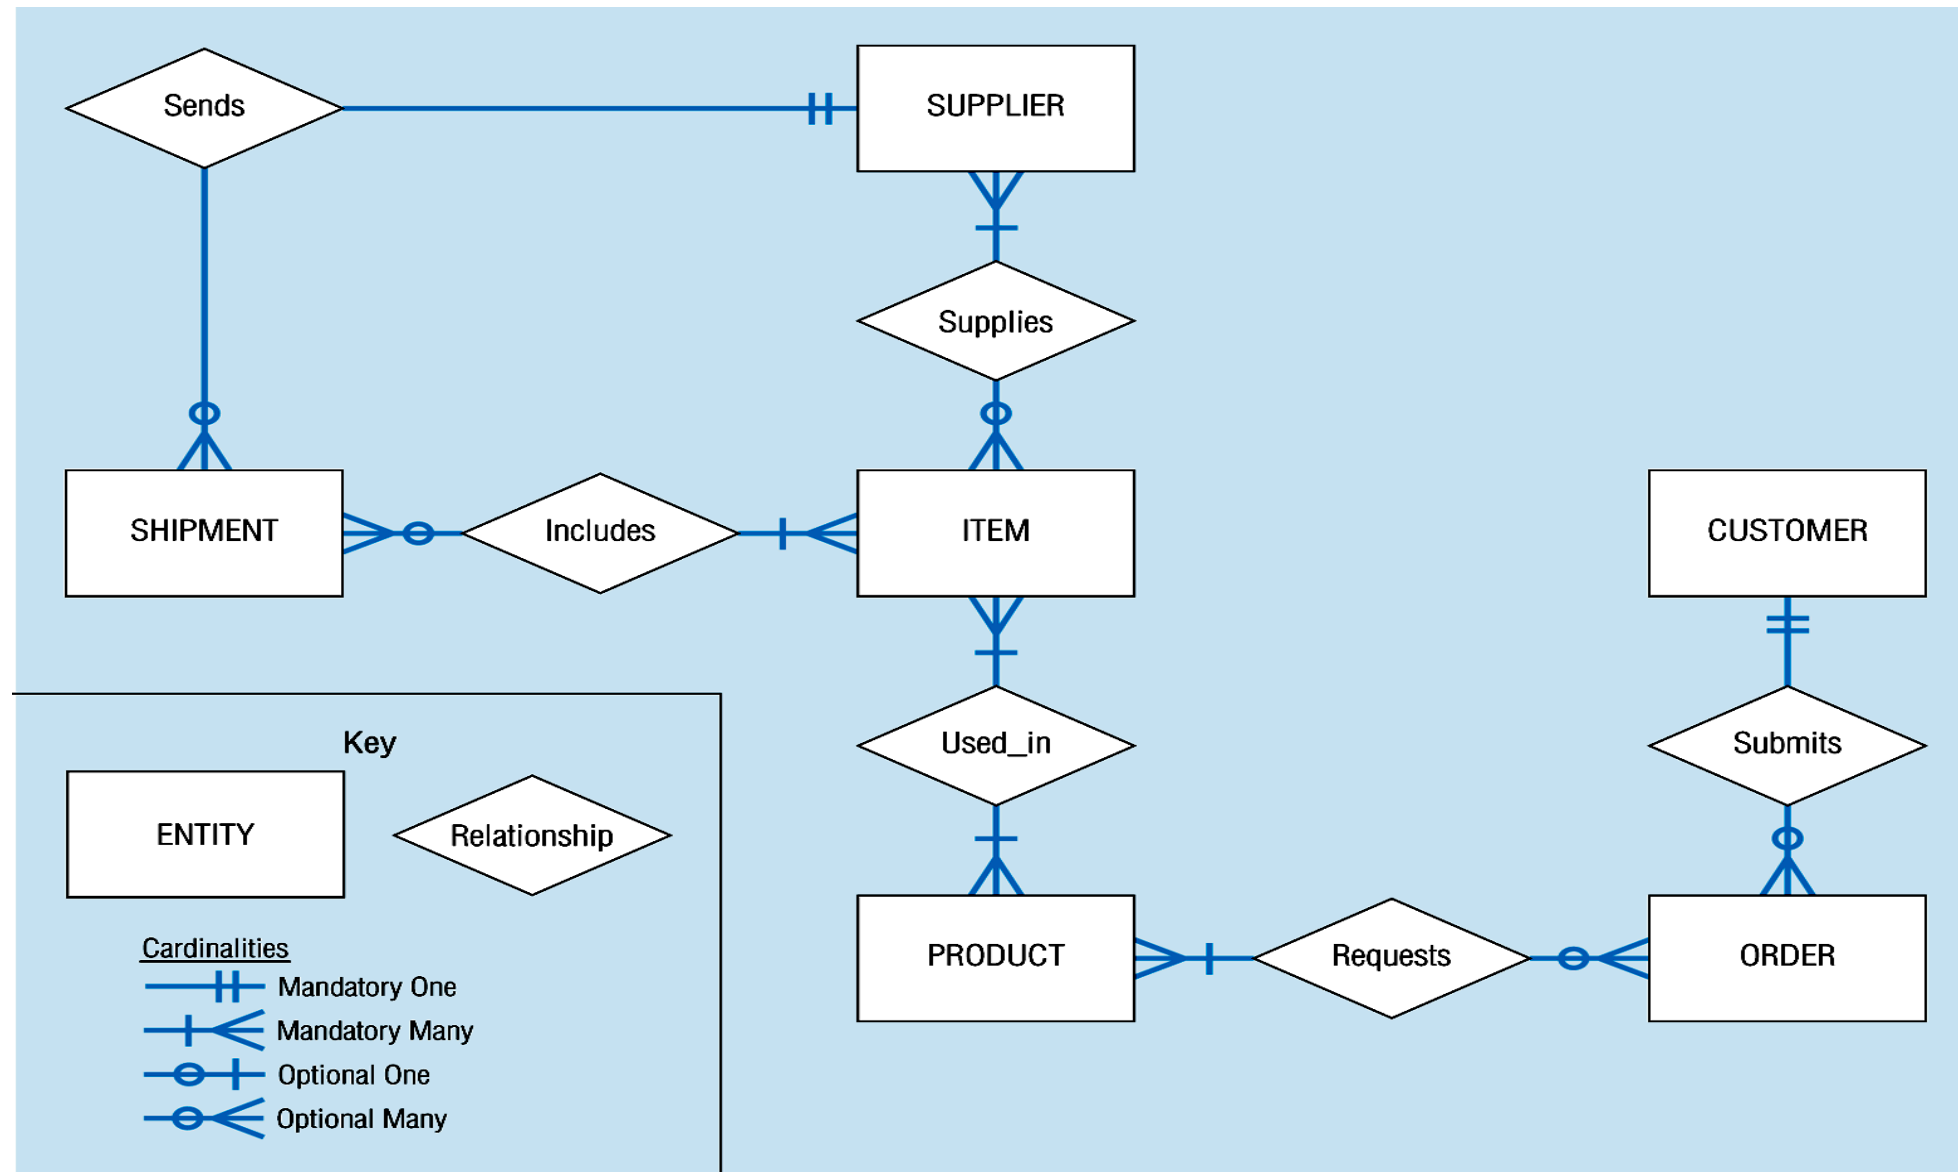 Sends
SUPPLIER
Supplies
SHIPMENT
Includes
ITEM
CUSTOMER
Used_in
Submits
PRODUCT
Requests
ORDER
Key
ENTITY
Relationship
Cardinalities
Mandatory One
Mandatory Many
Optional One
Optional Many